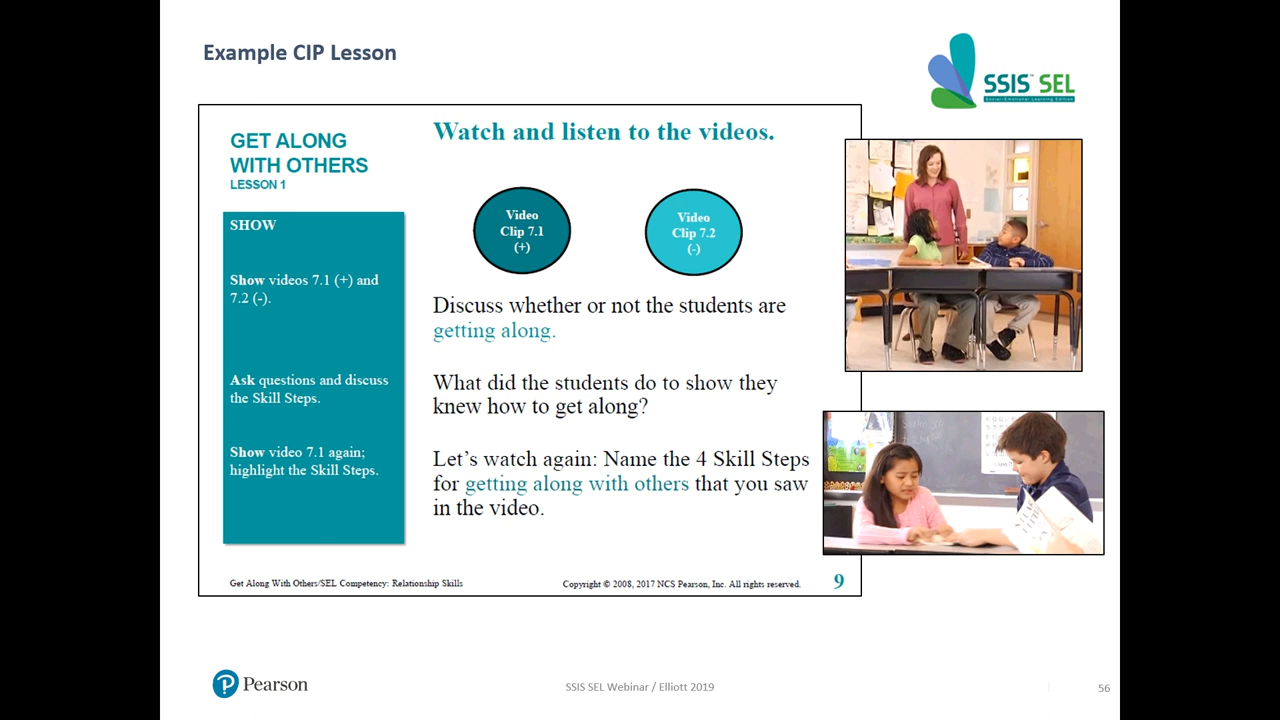 Example CIP Lesson
SSIS™ SEL
Social-Emotional Learning Edition
GET ALONG
WITH OTHERS
LESSON 1
SHOW
Show videos 7.1 (+) and
7.2 (-).
Ask questions and discuss
the Skill Steps.
Show video 7.1 again;
highlight the Skill Steps.
Watch and listen to the videos.
Video
Clip 7.1
(+)
Video
Clip 7.2
(-)
Discuss whether or not the students are
getting along.
What did the students do to show they
knew how to get along?
Let’s watch again: Name the 4 Skill Steps
for getting along with others that you saw
in the video.
Get Along With Others/SEL Competency: Relationship Skills
Copyright © 2008, 2017 NCS Pearson, Inc. All rights reserved.
9
Pearson
SSIS SEL Webinar / Elliott 2019
56